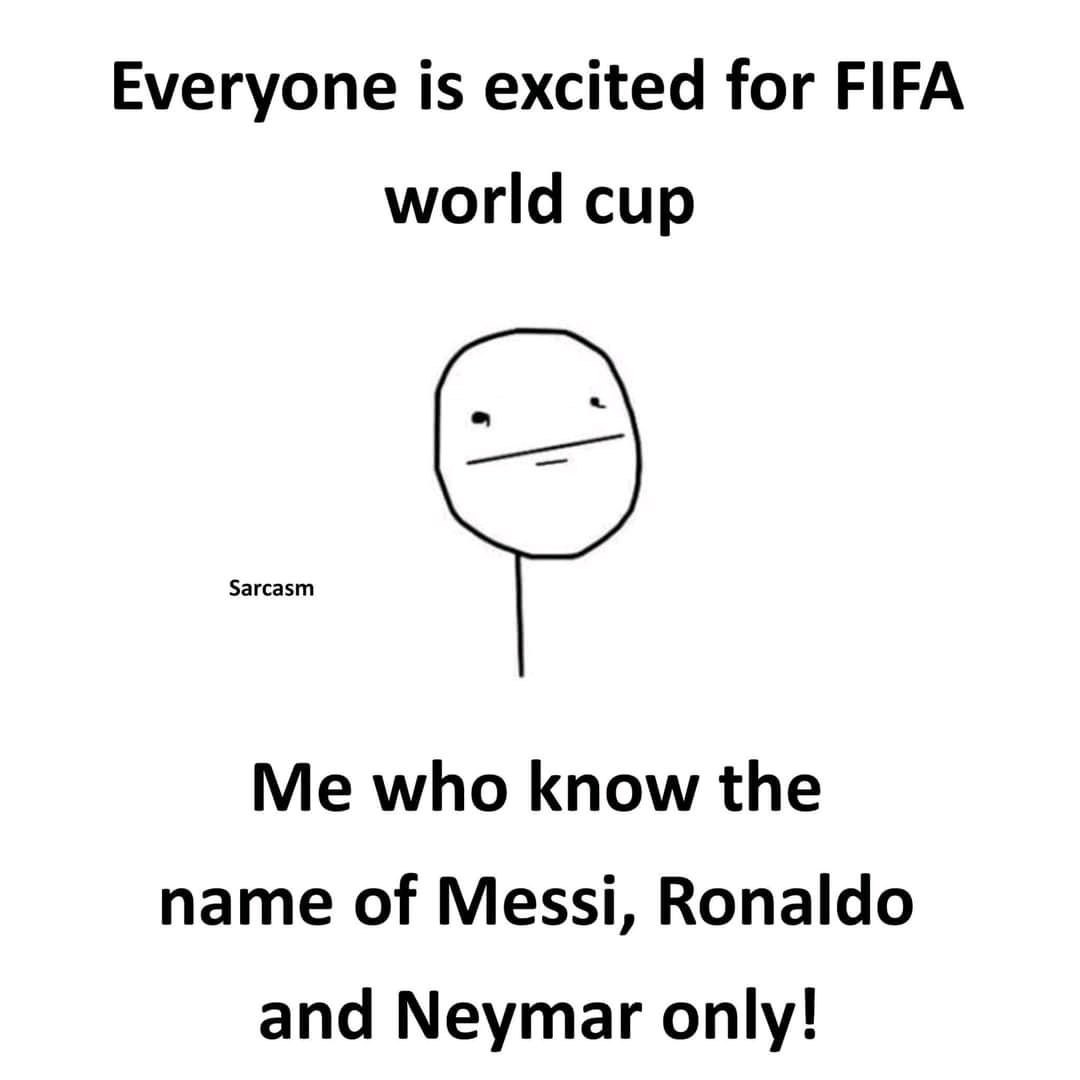 Everyone is excited for FIFA
world cup
Sarcasm
Me who know the
name of Messi, Ronaldo
and Neymar only!